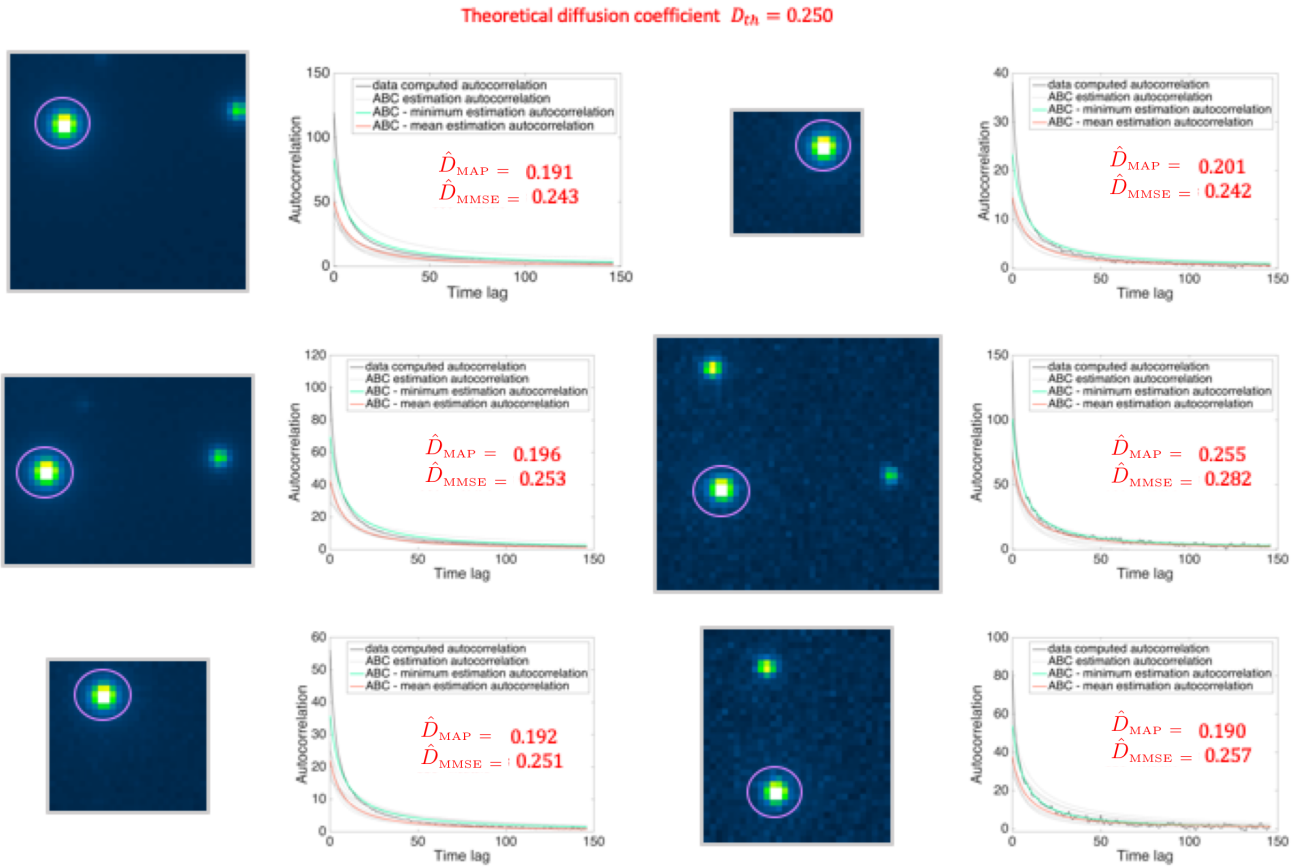 Theoretical diffusion coefficient D_th = 0.250
150
100
50
0
Autocorrelation
data computed autocorrelation
ABC estimation autocorrelation
ABC - minimum estimation autocorrelation
ABC - mean estimation autocorrelation
D̂_MAP = 0.191
D̂_MMSE = 0.243
0 50 100 150
Time lag
40
30
20
10
0
Autocorrelation
data computed autocorrelation
ABC estimation autocorrelation
ABC - minimum estimation autocorrelation
ABC - mean estimation autocorrelation
D̂_MAP = 0.201
D̂_MMSE = 0.242
0 50 100 150
Time lag
120
100
80
60
40
20
0
Autocorrelation
data computed autocorrelation
ABC estimation autocorrelation
ABC - minimum estimation autocorrelation
ABC - mean estimation autocorrelation
D̂_MAP = 0.196
D̂_MMSE = 0.253
0 50 100 150
Time lag
150
100
50
0
Autocorrelation
data computed autocorrelation
ABC estimation autocorrelation
ABC - minimum estimation autocorrelation
ABC - mean estimation autocorrelation
D̂_MAP = 0.255
D̂_MMSE = 0.282
0 50 100 150
Time lag
60
50
40
30
20
10
0
Autocorrelation
data computed autocorrelation
ABC estimation autocorrelation
ABC - minimum estimation autocorrelation
ABC - mean estimation autocorrelation
D̂_MAP = 0.192
D̂_MMSE = 0.251
0 50 100 150
Time lag
100
80
60
40
20
0
Autocorrelation
data computed autocorrelation
ABC estimation autocorrelation
ABC - minimum estimation autocorrelation
ABC - mean estimation autocorrelation
D̂_MAP = 0.190
D̂_MMSE = 0.257
0 50 100 150
Time lag